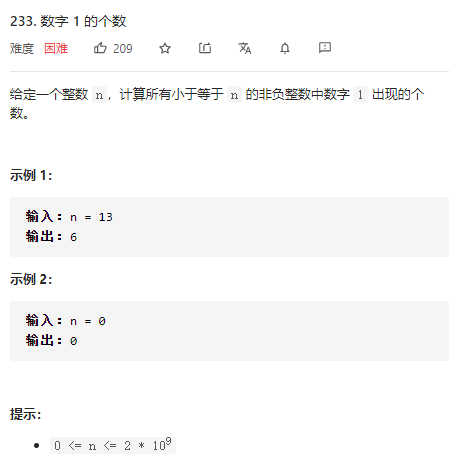 233. 数字 1 的个数
难度 困难 209
给定一个整数 n，计算所有小于等于 n 的非负整数中数字 1 出现的个
数。
示例 1：
输入：n = 13
输出：6
示例 2：
输入：n = 0
输出：0
提示：
0 <= n <= 2 * 10⁹